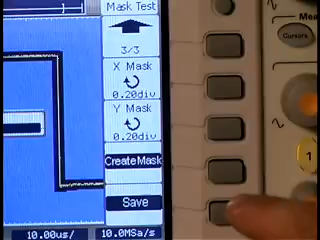 Mask Test
3/3
X Mask
0.20div
Y Mask
0.20div
Create Mask
Save
10.00us/
10.0MSa/s
Cursors
1